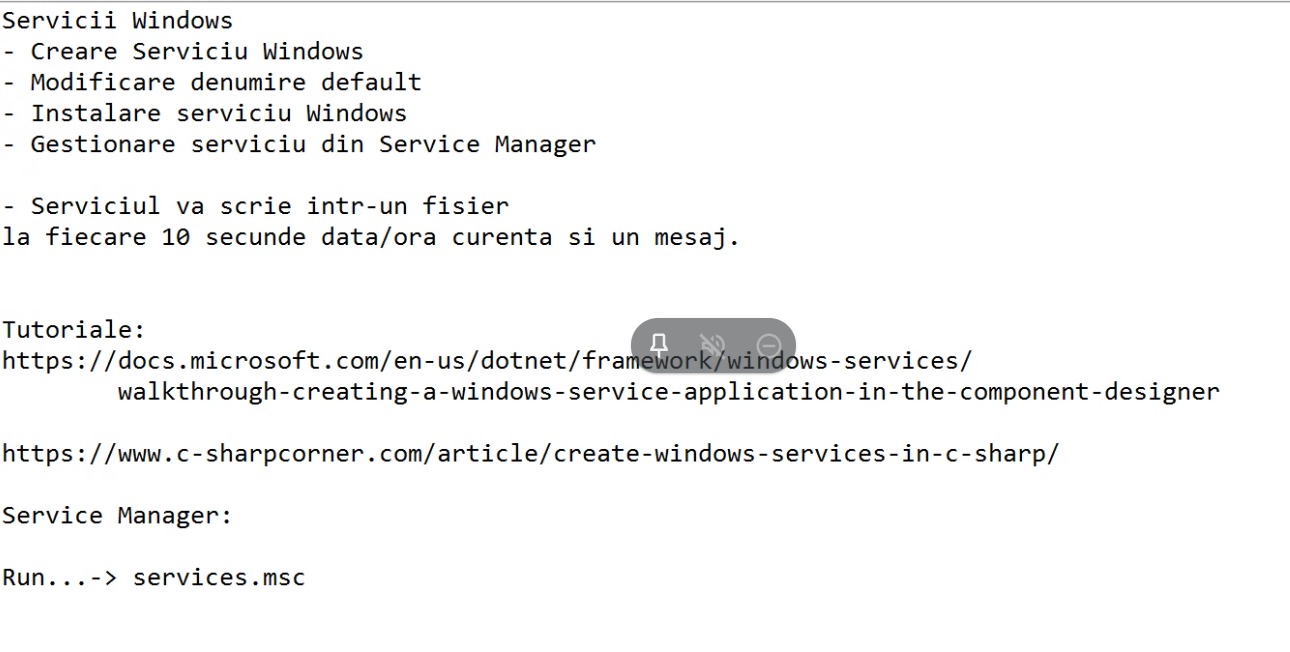 Servicii Windows
- Creare Serviciu Windows
- Modificare denumire default
- Instalare serviciu Windows
- Gestionare serviciu din Service Manager
- Serviciul va scrie intr-un fisier
la fiecare 10 secunde data/ora curenta si un mesaj.
Tutoriale:
https://docs.microsoft.com/en-us/dotnet/framework/windows-services/
walkthrough-creating-a-windows-service-application-in-the-component-designer
https://www.c-sharpcorner.com/article/create-windows-services-in-c-sharp/
Service Manager:
Run...-> services.msc